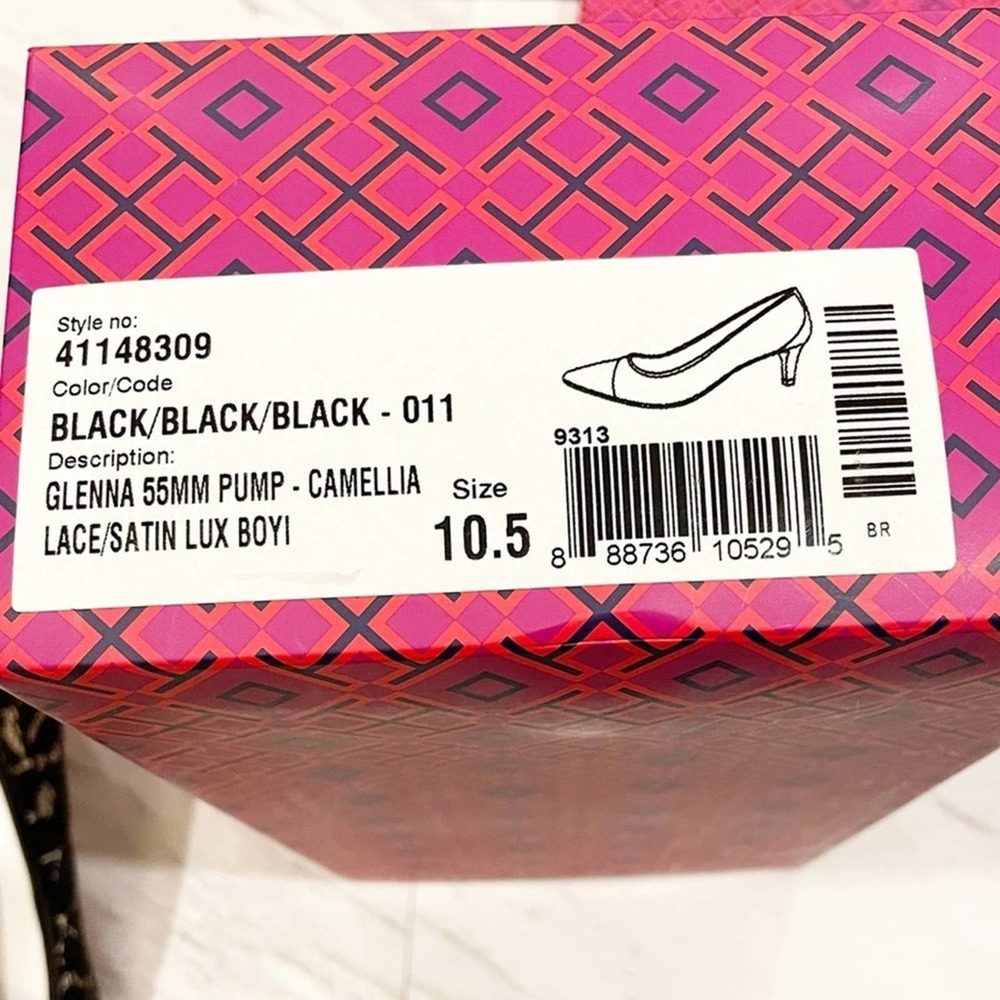 Style no:
41148309
Color/Code
BLACK/BLACK/BLACK - 011
Description:
GLENNA 55MM PUMP - CAMELLIA
LACE/SATIN LUX BOYI
Size
10.5
9313
8 88736 10529 5
BR